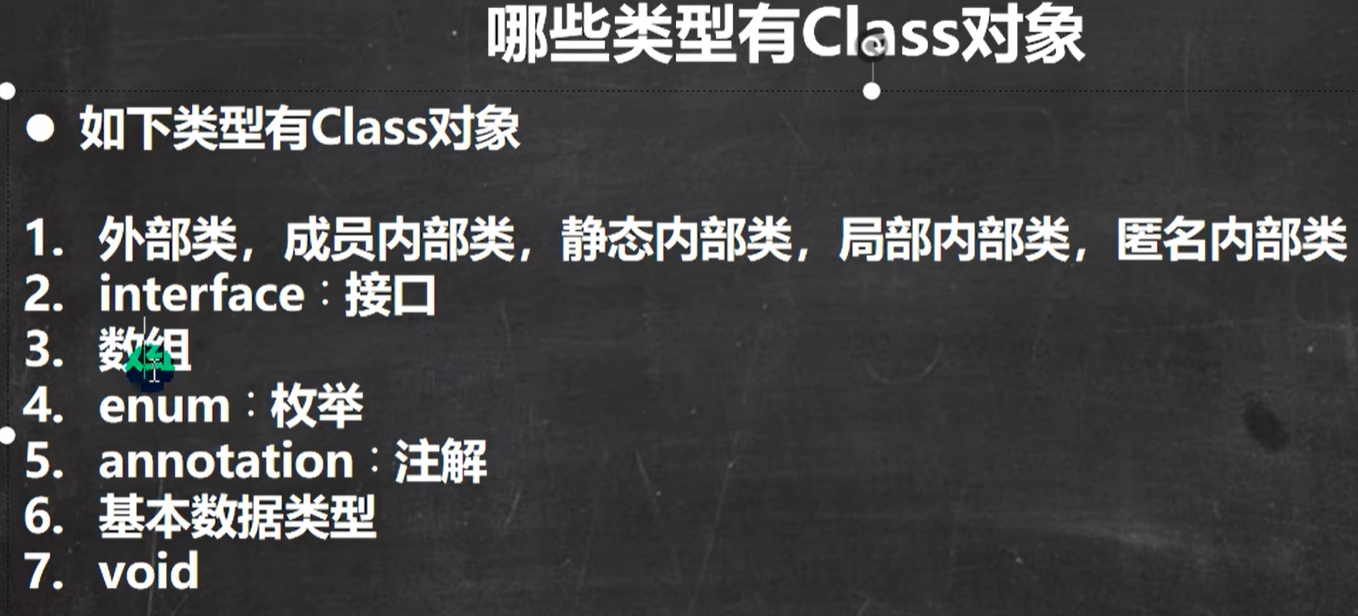 哪些类型有Class对象
● 如下类型有Class对象
1. 外部类，成员内部类，静态内部类，局部内部类，匿名内部类
2. interface：接口
3. 数组
4. enum：枚举
5. annotation：注解
6. 基本数据类型
7. void